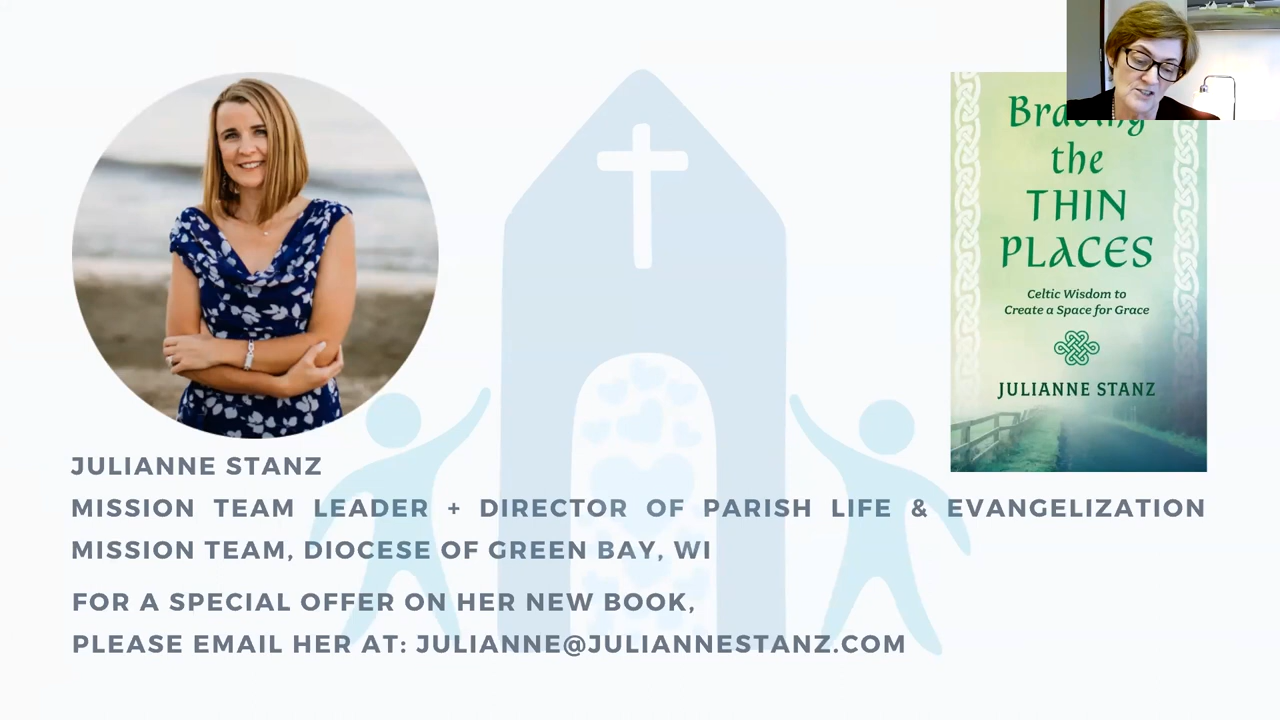 the
THIN
PLACES
Celtic Wisdom to
Create a Space for Grace
JULIANNE STANZ
JULIANNE STANZ
MISSION TEAM LEADER + DIRECTOR OF PARISH LIFE & EVANGELIZATION
MISSION TEAM, DIOCESE OF GREEN BAY, WI
FOR A SPECIAL OFFER ON HER NEW BOOK,
PLEASE EMAIL HER AT: JULIANNE@JULIANNESTANZ.COM